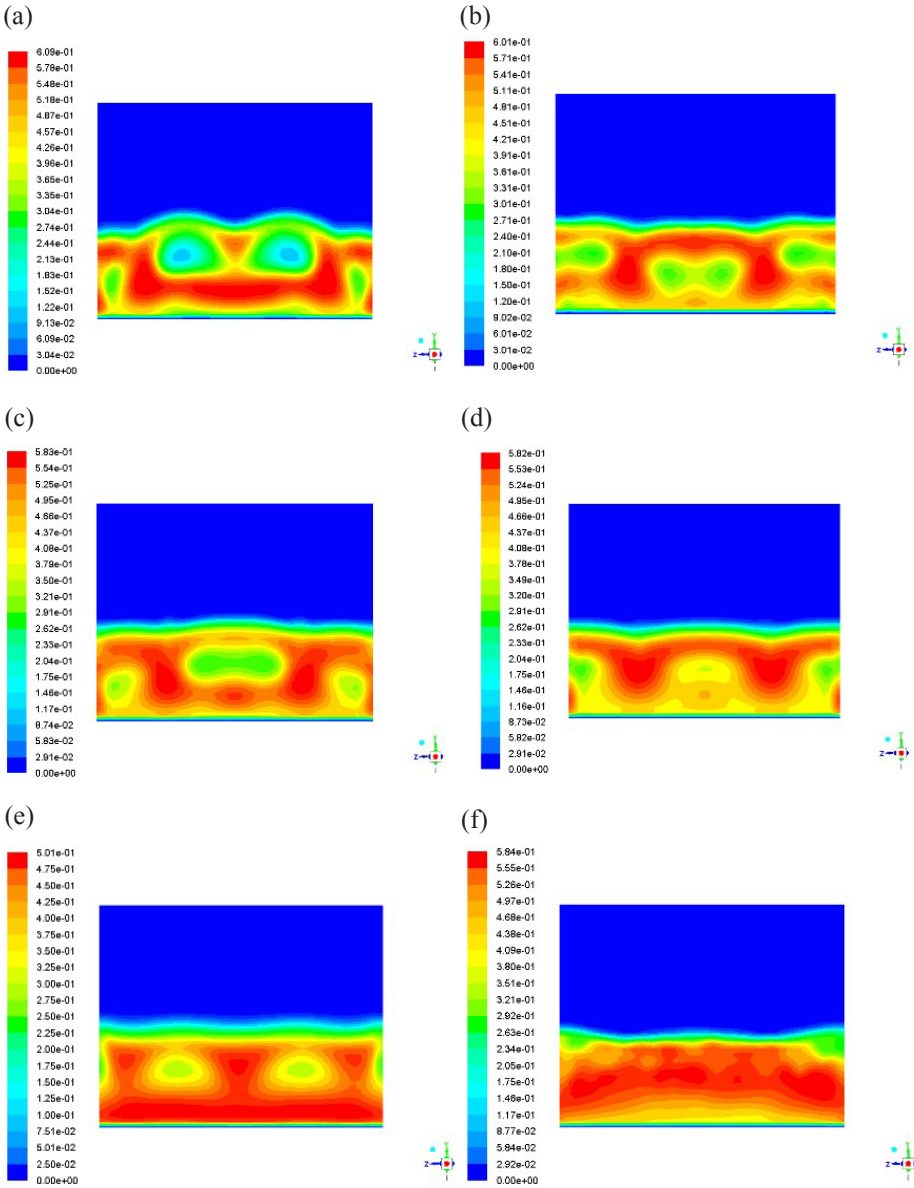 (a)
6.09e-01
5.78e-01
5.48e-01
5.18e-01
4.87e-01
4.57e-01
4.26e-01
3.96e-01
3.65e-01
3.35e-01
3.04e-01
2.74e-01
2.44e-01
2.13e-01
1.83e-01
1.52e-01
1.22e-01
9.13e-02
6.09e-02
3.04e-02
0.00e+00
Y
Z
(b)
6.01e-01
5.71e-01
5.41e-01
5.11e-01
4.81e-01
4.51e-01
4.21e-01
3.91e-01
3.61e-01
3.31e-01
3.01e-01
2.71e-01
2.40e-01
2.10e-01
1.80e-01
1.50e-01
1.20e-01
9.02e-02
6.01e-02
3.01e-02
0.00e+00
Y
Z
(c)
5.83e-01
5.54e-01
5.25e-01
4.95e-01
4.66e-01
4.37e-01
4.08e-01
3.79e-01
3.50e-01
3.21e-01
2.91e-01
2.62e-01
2.33e-01
2.04e-01
1.75e-01
1.46e-01
1.17e-01
8.74e-02
5.83e-02
2.91e-02
0.00e+00
Y
Z
(d)
5.82e-01
5.53e-01
5.24e-01
4.95e-01
4.66e-01
4.37e-01
4.08e-01
3.78e-01
3.49e-01
3.20e-01
2.91e-01
2.62e-01
2.33e-01
2.04e-01
1.75e-01
1.46e-01
1.16e-01
8.73e-02
5.82e-02
2.91e-02
0.00e+00
Y
Z
(e)
5.01e-01
4.75e-01
4.50e-01
4.25e-01
4.00e-01
3.75e-01
3.50e-01
3.25e-01
3.00e-01
2.75e-01
2.50e-01
2.25e-01
2.00e-01
1.75e-01
1.50e-01
1.25e-01
1.00e-01
7.51e-02
5.01e-02
2.50e-02
0.00e+00
Y
Z
(f)
5.84e-01
5.55e-01
5.26e-01
4.97e-01
4.68e-01
4.38e-01
4.09e-01
3.80e-01
3.51e-01
3.21e-01
2.92e-01
2.63e-01
2.34e-01
2.05e-01
1.75e-01
1.46e-01
1.17e-01
8.77e-02
5.84e-02
2.92e-02
0.00e+00
Y
Z